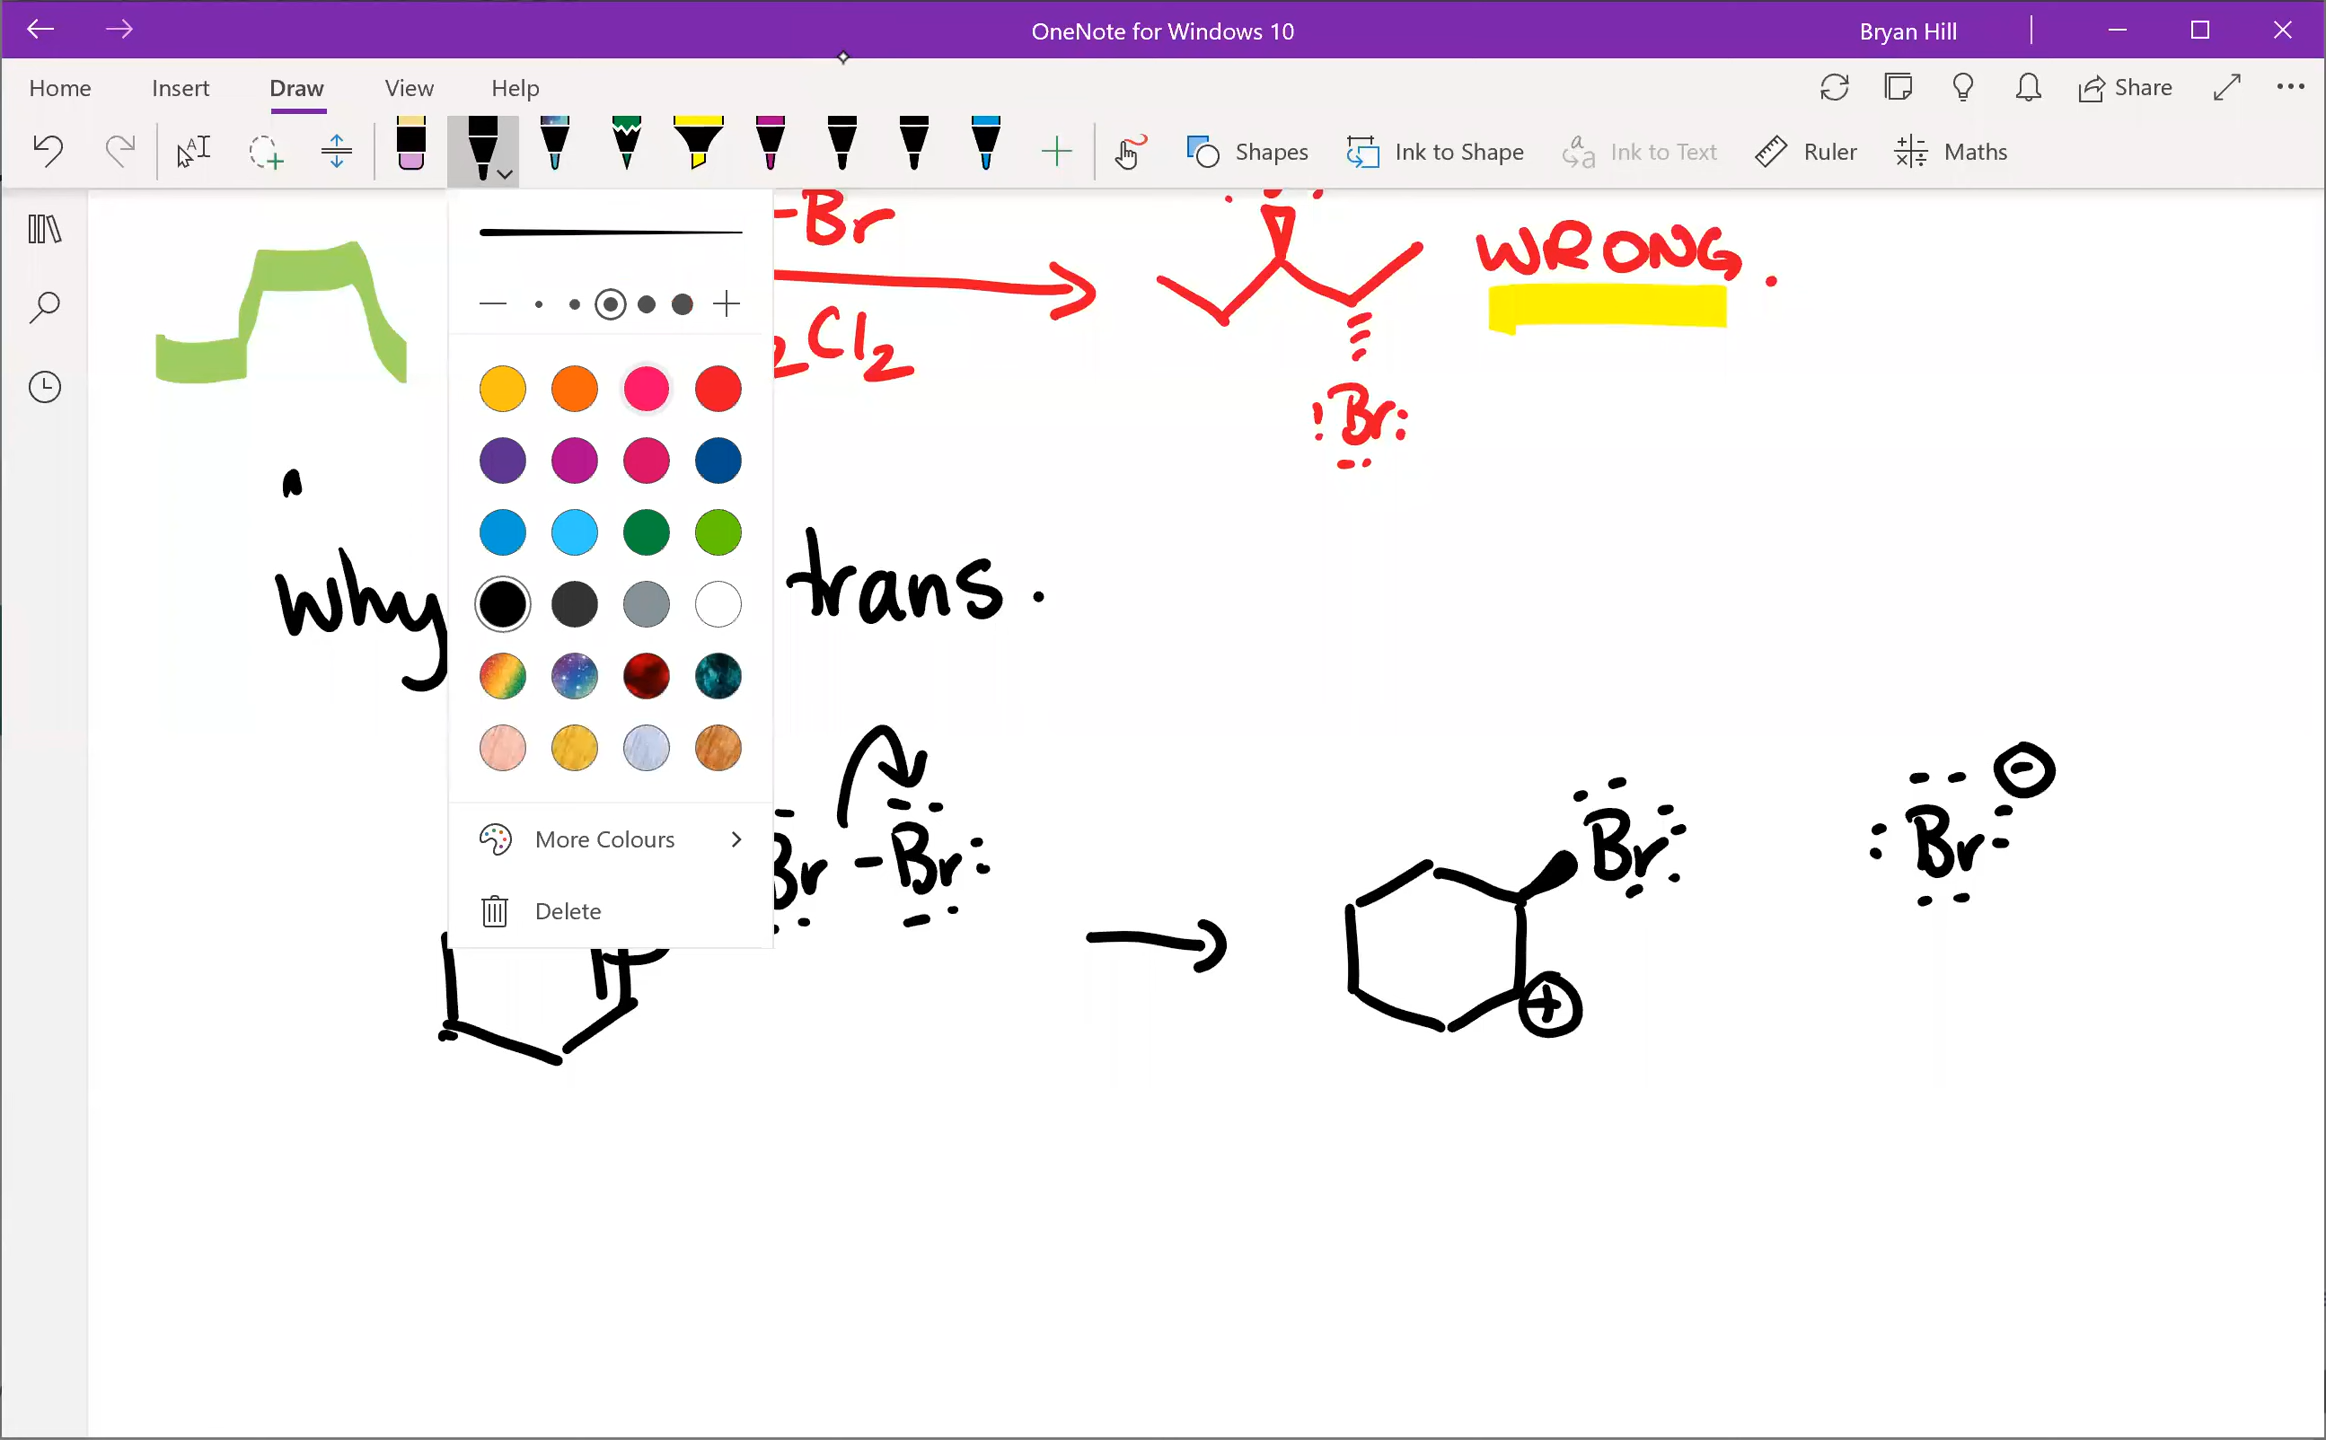 OneNote for Windows 10
Bryan Hill
Home Insert Draw View Help
Share
Shapes Ink to Shape Ink to Text Ruler Maths
-Br
WRONG.
2Cl2
:Br:
why trans.
More Colours
Delete
Br -Br:
Br:
:Br: